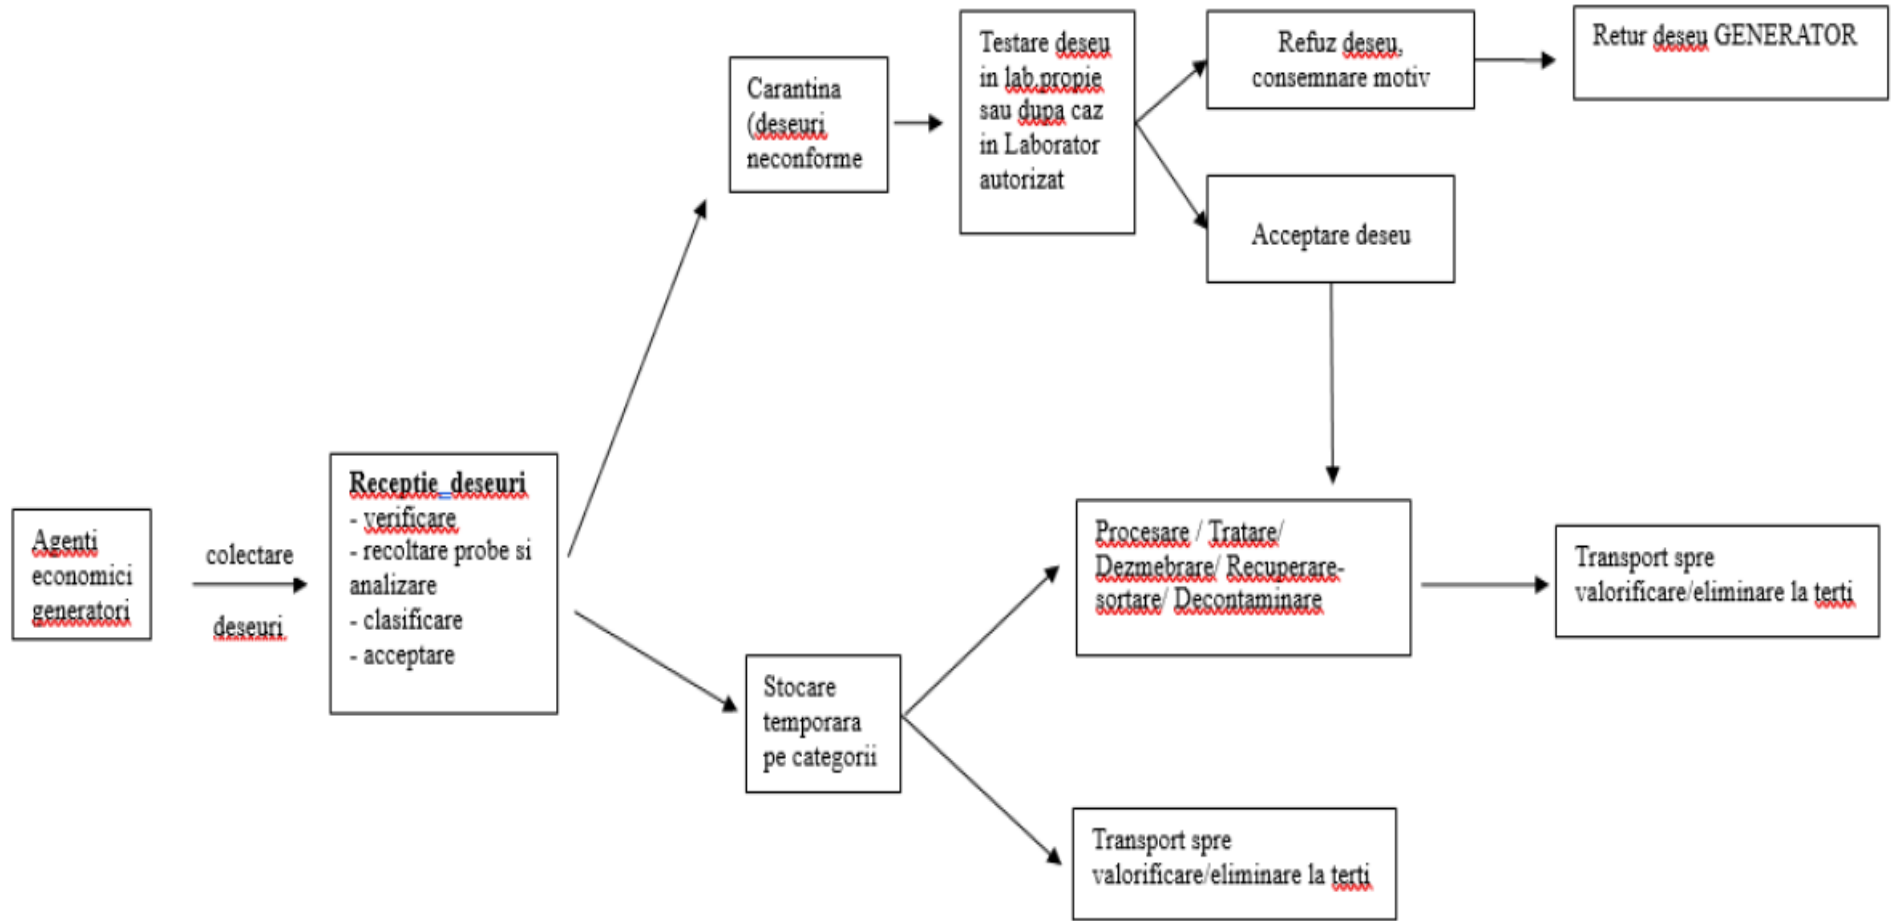 Agenti
economici
generatori
colectare
deseuri
Receptie deseuri
- verificare
- recoltare probe si
analizare
- clasificare
- acceptare
Carantina
(deseuri
neconforme
Testare deseu
in lab.propie
sau dupa caz
in Laborator
autorizat
Refuz deseu,
consemnare motiv
Retur deseu GENERATOR
Acceptare deseu
Stocare
temporara
pe categorii
Procesare / Tratare/
Dezmebrare/ Recuperare-
sortare/ Decontaminare
Transport spre
valorificare/eliminare la terti
Transport spre
valorificare/eliminare la terti